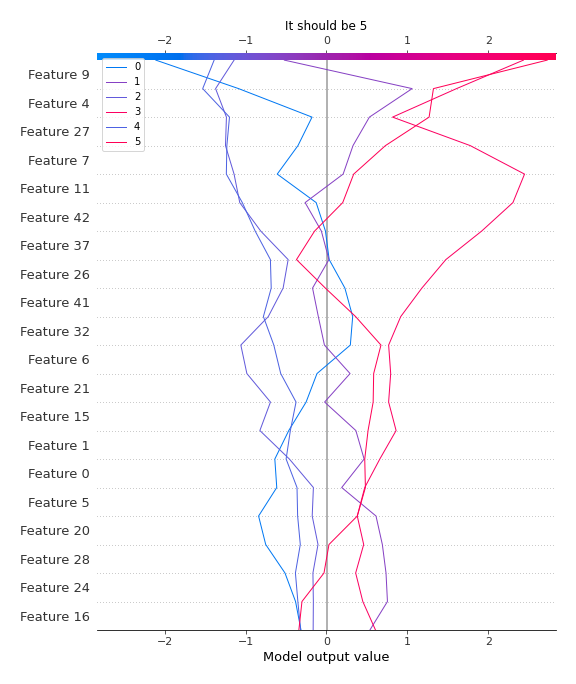 It should be 5
−2 −1 0 1 2
0
1
2
3
4
5
Feature 9
Feature 4
Feature 27
Feature 7
Feature 11
Feature 42
Feature 37
Feature 26
Feature 41
Feature 32
Feature 6
Feature 21
Feature 15
Feature 1
Feature 0
Feature 5
Feature 20
Feature 28
Feature 24
Feature 16
−2 −1 0 1 2
Model output value